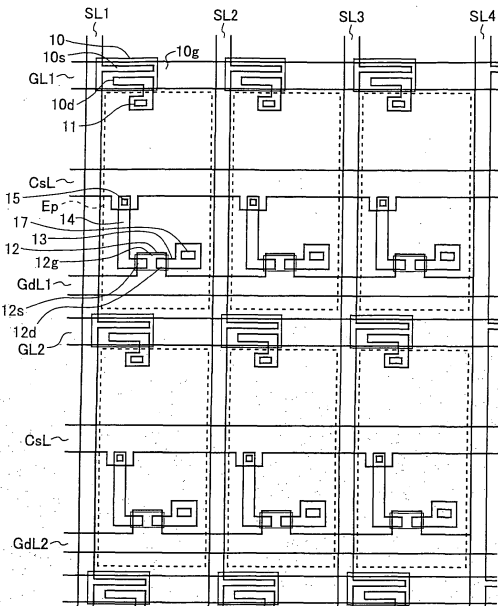 SL1 SL2 SL3 SL4
10
10s 10g
GL1
10d
11
CsL
15
Ep
14
17
13
12
12g
GdL1
12s
12d
GL2
CsL
GdL2